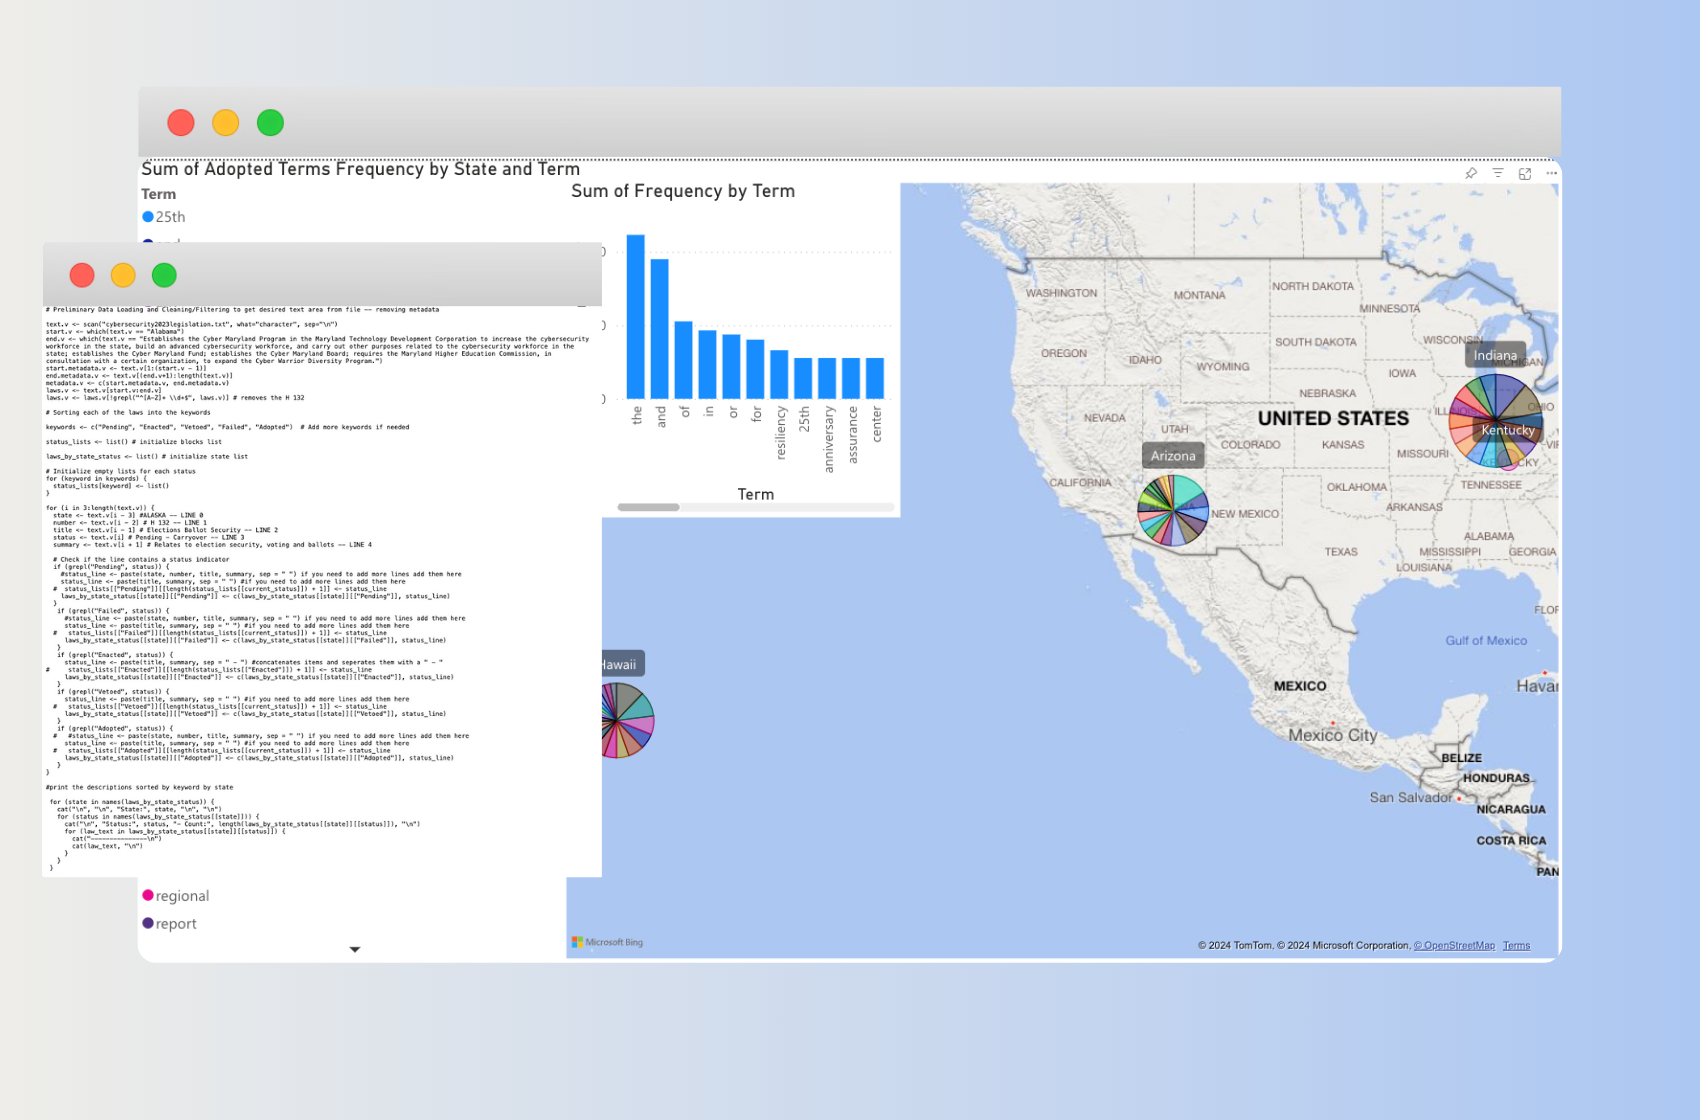 Sum of Adopted Terms Frequency by State and Term
Term
25th
# Preliminary Data Loading and Cleaning/Filtering to get desired text area from file -- removing metadata
text.v <- scan("cybersecurity2023legislation.txt", what="character", sep="\n")
start.v <- which(text.v == "Alabama")
end.v <- which(text.v == "Establishes the Cyber Maryland Program in the Maryland Technology Development Corporation to increase the cybersecurity
workforce in the state, build an advanced cybersecurity workforce, and carry out other purposes related to the cybersecurity workforce in the
state; establishes the Cyber Maryland Fund; establishes the Cyber Maryland Board; requires the Maryland Higher Education Commission, in
consultation with a certain organization, to expand the Cyber Warrior Diversity Program.")
start.metadata.v <- text.v[1:(start.v - 1)]
end.metadata.v <- text.v[(end.v+1):length(text.v)]
metadata.v <- c(start.metadata.v, end.metadata.v)
laws.v <- text.v[start.v:end.v]
laws.v <- laws.v[!grepl("^[A-Z]+ \\d+$", laws.v)] # removes the H 132
# Sorting each of the laws into the keywords
keywords <- c("Pending", "Enacted", "Vetoed", "Failed", "Adopted")  # Add more keywords if needed
status_lists <- list() # initialize blocks list
laws_by_state_status <- list() # initialize state list
# Initialize empty lists for each status
for (keyword in keywords) {
status_lists[keyword] <- list()
}
for (i in 3:length(text.v)) {
state <- text.v[i - 3] #ALASKA -- LINE 0
number <- text.v[i - 2] # H 132 -- LINE 1
title <- text.v[i - 1] # Elections Ballot Security -- LINE 2
status <- text.v[i] # Pending - Carryover -- LINE 3
summary <- text.v[i + 1] # Relates to election security, voting and ballots -- LINE 4
# Check if the line contains a status indicator
if (grepl("Pending", status)) {
#status_line <- paste(state, number, title, summary, sep = " ") if you need to add more lines add them here
status_line <- paste(title, summary, sep = " ") #if you need to add more lines add them here
#  status_lists[["Pending"]][[length(status_lists[[current_status]]) + 1]] <- status_line
laws_by_state_status[[state]][["Pending"]] <- c(laws_by_state_status[[state]][["Pending"]], status_line)
}
if (grepl("Failed", status)) {
#status_line <- paste(state, number, title, summary, sep = " ") if you need to add more lines add them here
status_line <- paste(title, summary, sep = " ") #if you need to add more lines add them here
#   status_lists[["Failed"]][[length(status_lists[[current_status]]) + 1]] <- status_line
laws_by_state_status[[state]][["Failed"]] <- c(laws_by_state_status[[state]][["Failed"]], status_line)
}
if (grepl("Enacted", status)) {
status_line <- paste(title, summary, sep = " - ") #concatenates items and seperates them with a " - "
#     status_lists[["Enacted"]][[length(status_lists[["Enacted"]]) + 1]] <- status_line
laws_by_state_status[[state]][["Enacted"]] <- c(laws_by_state_status[[state]][["Enacted"]], status_line)
}
if (grepl("Vetoed", status)) {
status_line <- paste(title, summary, sep = " ") #if you need to add more lines add them here
#   status_lists[["Vetoed"]][[length(status_lists[[current_status]]) + 1]] <- status_line
laws_by_state_status[[state]][["Vetoed"]] <- c(laws_by_state_status[[state]][["Vetoed"]], status_line)
}
if (grepl("Adopted", status)) {
#   #status_line <- paste(state, number, title, summary, sep = " ") if you need to add more lines add them here
status_line <- paste(title, summary, sep = " ") #if you need to add more lines add them here
#   status_lists[["Adopted"]][[length(status_lists[[current_status]]) + 1]] <- status_line
laws_by_state_status[[state]][["Adopted"]] <- c(laws_by_state_status[[state]][["Adopted"]], status_line)
}
}
#print the descriptions sorted by keyword by state
for (state in names(laws_by_state_status)) {
cat("\n", "\n", "State:", state, "\n", "\n")
for (status in names(laws_by_state_status[[state]])) {
cat("\n", "Status:", status, "- Count:", length(laws_by_state_status[[state]][[status]]), "\n")
for (law_text in laws_by_state_status[[state]][[status]]) {
cat("---------------\n")
cat(law_text, "\n")
}
}
}
regional
report
Sum of Frequency by Term
0
0
0
the
and
of
in
or
for
resiliency
25th
anniversary
assurance
center
Term
WASHINGTON
MONTANA
NORTH DAKOTA
MINNESOTA
OREGON
IDAHO
SOUTH DAKOTA
WISCONSIN
Indiana
MICHIGAN
WYOMING
IOWA
NEBRASKA
NEVADA
UTAH
UNITED STATES
ILLINOIS
OHIO
COLORADO
KANSAS
MISSOURI
Kentucky
VI
Arizona
CALIFORNIA
OKLAHOMA
TENNESSEE
NEW MEXICO
ARKANSAS
TEXAS
ALABAMA
MISSISSIPPI
GEORGIA
LOUISIANA
FLOR
Gulf of Mexico
Hawaii
MEXICO
Havan
Mexico City
BELIZE
HONDURAS
San Salvador
NICARAGUA
COSTA RICA
PAN
Microsoft Bing
© 2024 TomTom, © 2024 Microsoft Corporation, © OpenStreetMap Terms